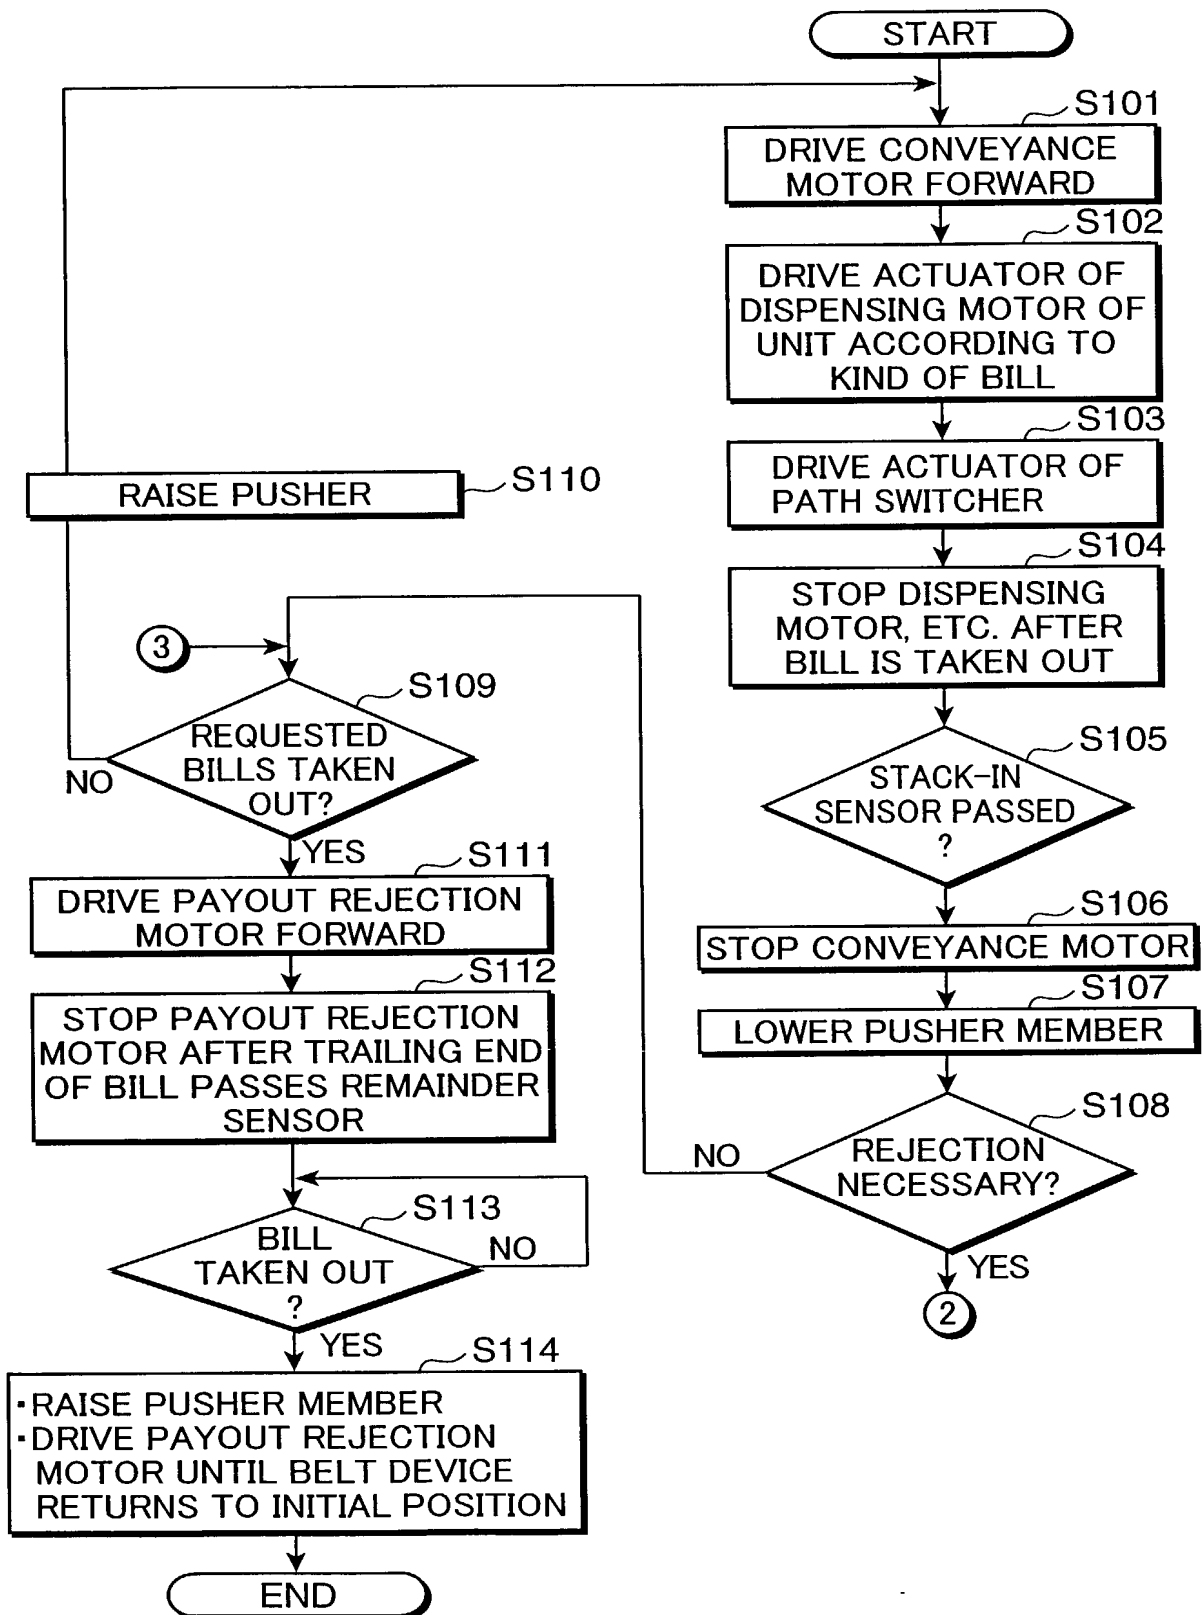 START
S101
DRIVE CONVEYANCE
MOTOR FORWARD
S102
DRIVE ACTUATOR OF
DISPENSING MOTOR OF
UNIT ACCORDING TO
KIND OF BILL
S103
DRIVE ACTUATOR OF
PATH SWITCHER
S104
STOP DISPENSING
MOTOR, ETC. AFTER
BILL IS TAKEN OUT
S105
STACK-IN
SENSOR PASSED
?
S106
STOP CONVEYANCE MOTOR
S107
LOWER PUSHER MEMBER
S108
REJECTION
NECESSARY?
NO
YES
2
RAISE PUSHER
S110
3
S109
REQUESTED
BILLS TAKEN
OUT?
NO
YES
S111
DRIVE PAYOUT REJECTION
MOTOR FORWARD
S112
STOP PAYOUT REJECTION
MOTOR AFTER TRAILING END
OF BILL PASSES REMAINDER
SENSOR
S113
BILL
TAKEN OUT
?
NO
YES
S114
・RAISE PUSHER MEMBER
・DRIVE PAYOUT REJECTION
MOTOR UNTIL BELT DEVICE
RETURNS TO INITIAL POSITION
END